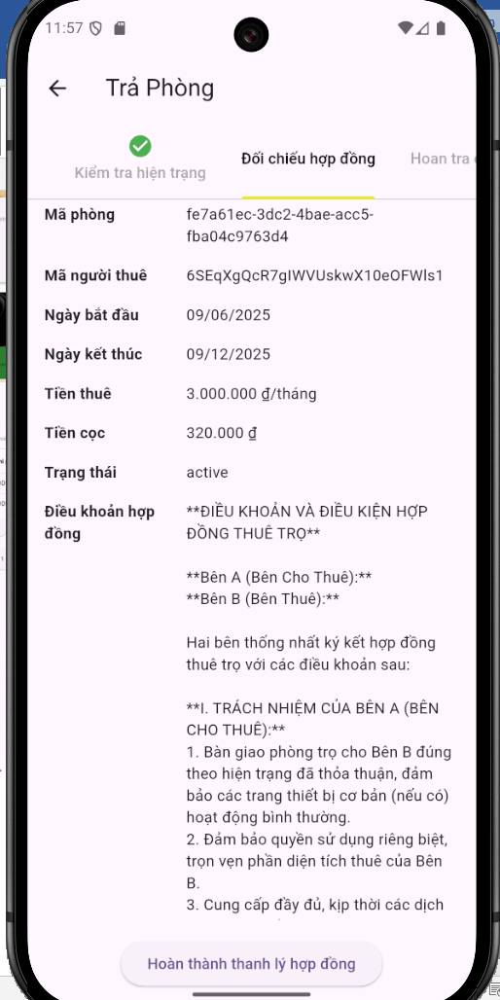 11:57
Trả Phòng
Kiểm tra hiện trạng
Đối chiếu hợp đồng
Hoan tra
Mã phòng
fe7a61ec-3dc2-4bae-acc5-
fba04c9763d4
Mã người thuê
6SEqXgQcR7gIWVUskwX10eOFWls1
Ngày bắt đầu
09/06/2025
Ngày kết thúc
09/12/2025
Tiền thuê
3.000.000 ₫/tháng
Tiền cọc
320.000 ₫
Trạng thái
active
Điều khoản hợp
đồng
**ĐIỀU KHOẢN VÀ ĐIỀU KIỆN HỢP
ĐỒNG THUÊ TRỌ**
**Bên A (Bên Cho Thuê):**
**Bên B (Bên Thuê):**
Hai bên thống nhất ký kết hợp đồng
thuê trọ với các điều khoản sau:
**I. TRÁCH NHIỆM CỦA BÊN A (BÊN
CHO THUÊ):**
1. Bàn giao phòng trọ cho Bên B đúng
theo hiện trạng đã thỏa thuận, đảm
bảo các trang thiết bị cơ bản (nếu có)
hoạt động bình thường.
2. Đảm bảo quyền sử dụng riêng biệt,
trọn vẹn phần diện tích thuê của Bên
B.
3. Cung cấp đầy đủ, kịp thời các dịch
Hoàn thành thanh lý hợp đồng